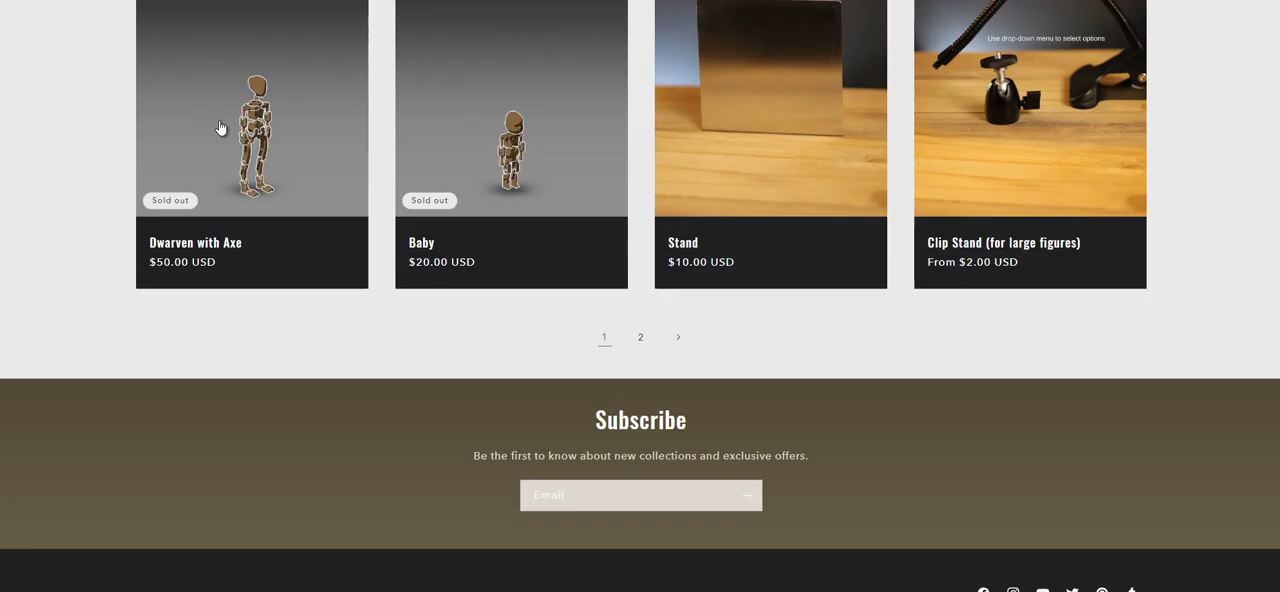 Use drop-down menu to select options
Sold out
Sold out
Dwarven with Axe
$50.00 USD
Baby
$20.00 USD
Stand
$10.00 USD
Clip Stand (for large figures)
From $2.00 USD
1 2
Subscribe
Be the first to know about new collections and exclusive offers.
Email